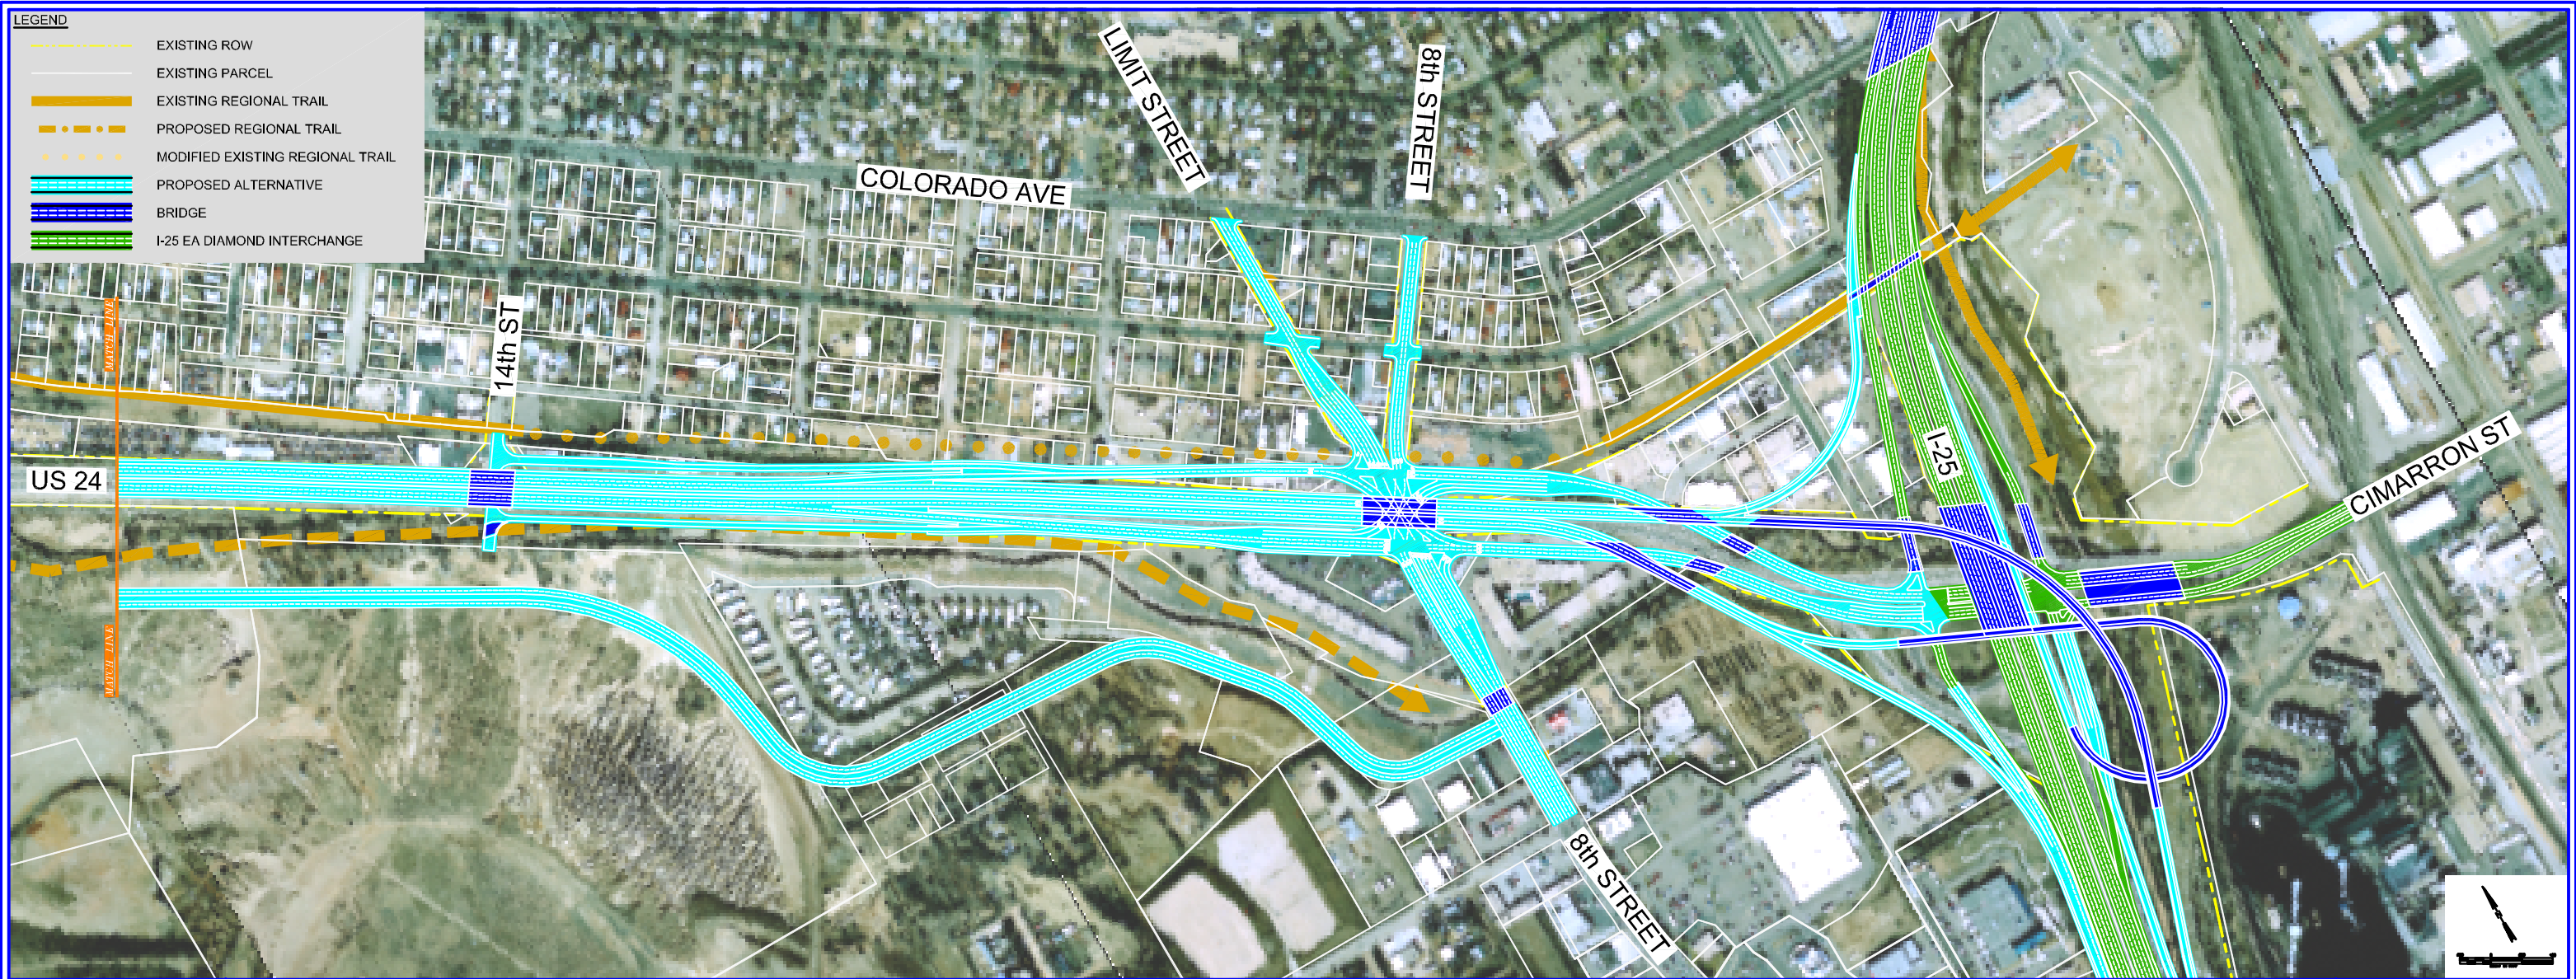 LEGEND
EXISTING ROW
EXISTING PARCEL
EXISTING REGIONAL TRAIL
PROPOSED REGIONAL TRAIL
MODIFIED EXISTING REGIONAL TRAIL
PROPOSED ALTERNATIVE
BRIDGE
I-25 EA DIAMOND INTERCHANGE
LIMIT STREET
8th STREET
COLORADO AVE
MATCH LINE
14th ST
US 24
I-25
CIMARRON ST
MATCH LINE
8th STREET